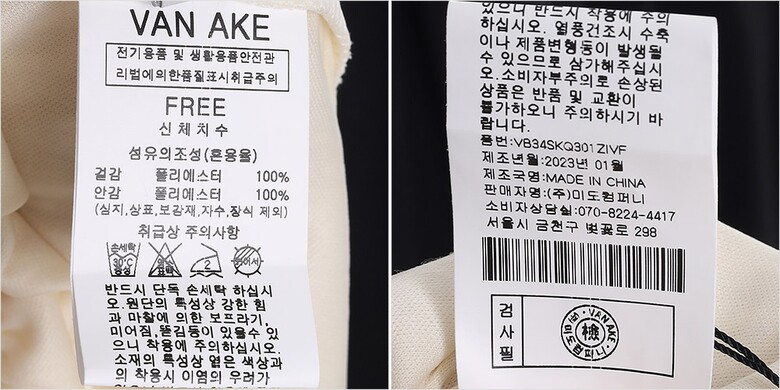 VAN AKE
전기용품 및 생활용품안전관
리법에의한품질표시취급주의
FREE
신체치수
섬유의조성(혼용율)
겉감 폴리에스터 100%
안감 폴리에스터 100%
(심지,상표,보강재,자수,장식 제외)
취급상 주의사항
손세탁
30℃
중성
2
반드시 단독 손세탁 하십시
오.원단의 특성상 강한 힘
과 마찰에 의한 보프라기,
미어짐,뜯김등이 있을수 있
으니 착용에 주의하십시오.
소재의 특성상 옅은 색상과
의 착용시 이염의 우려가
있으니 반드시 착용에 주의
하십시오. 열풍건조시 수축
이나 제품변형등이 발생될
수 있으므로 삼가해주십시
오.소비자부주의로 손상된
상품은 반품 및 교환이
불가하오니 주의하시기 바
랍니다.
품번:VB34SKQ301ZIVF
제조년월:2023년 01월
제조국명:MADE IN CHINA
판매자명:(주)미도컴퍼니
소비자상담실:070-8224-4417
서울시 금천구 벚꽃로 298
검사필
VAN AKE
檢
미도컴퍼니